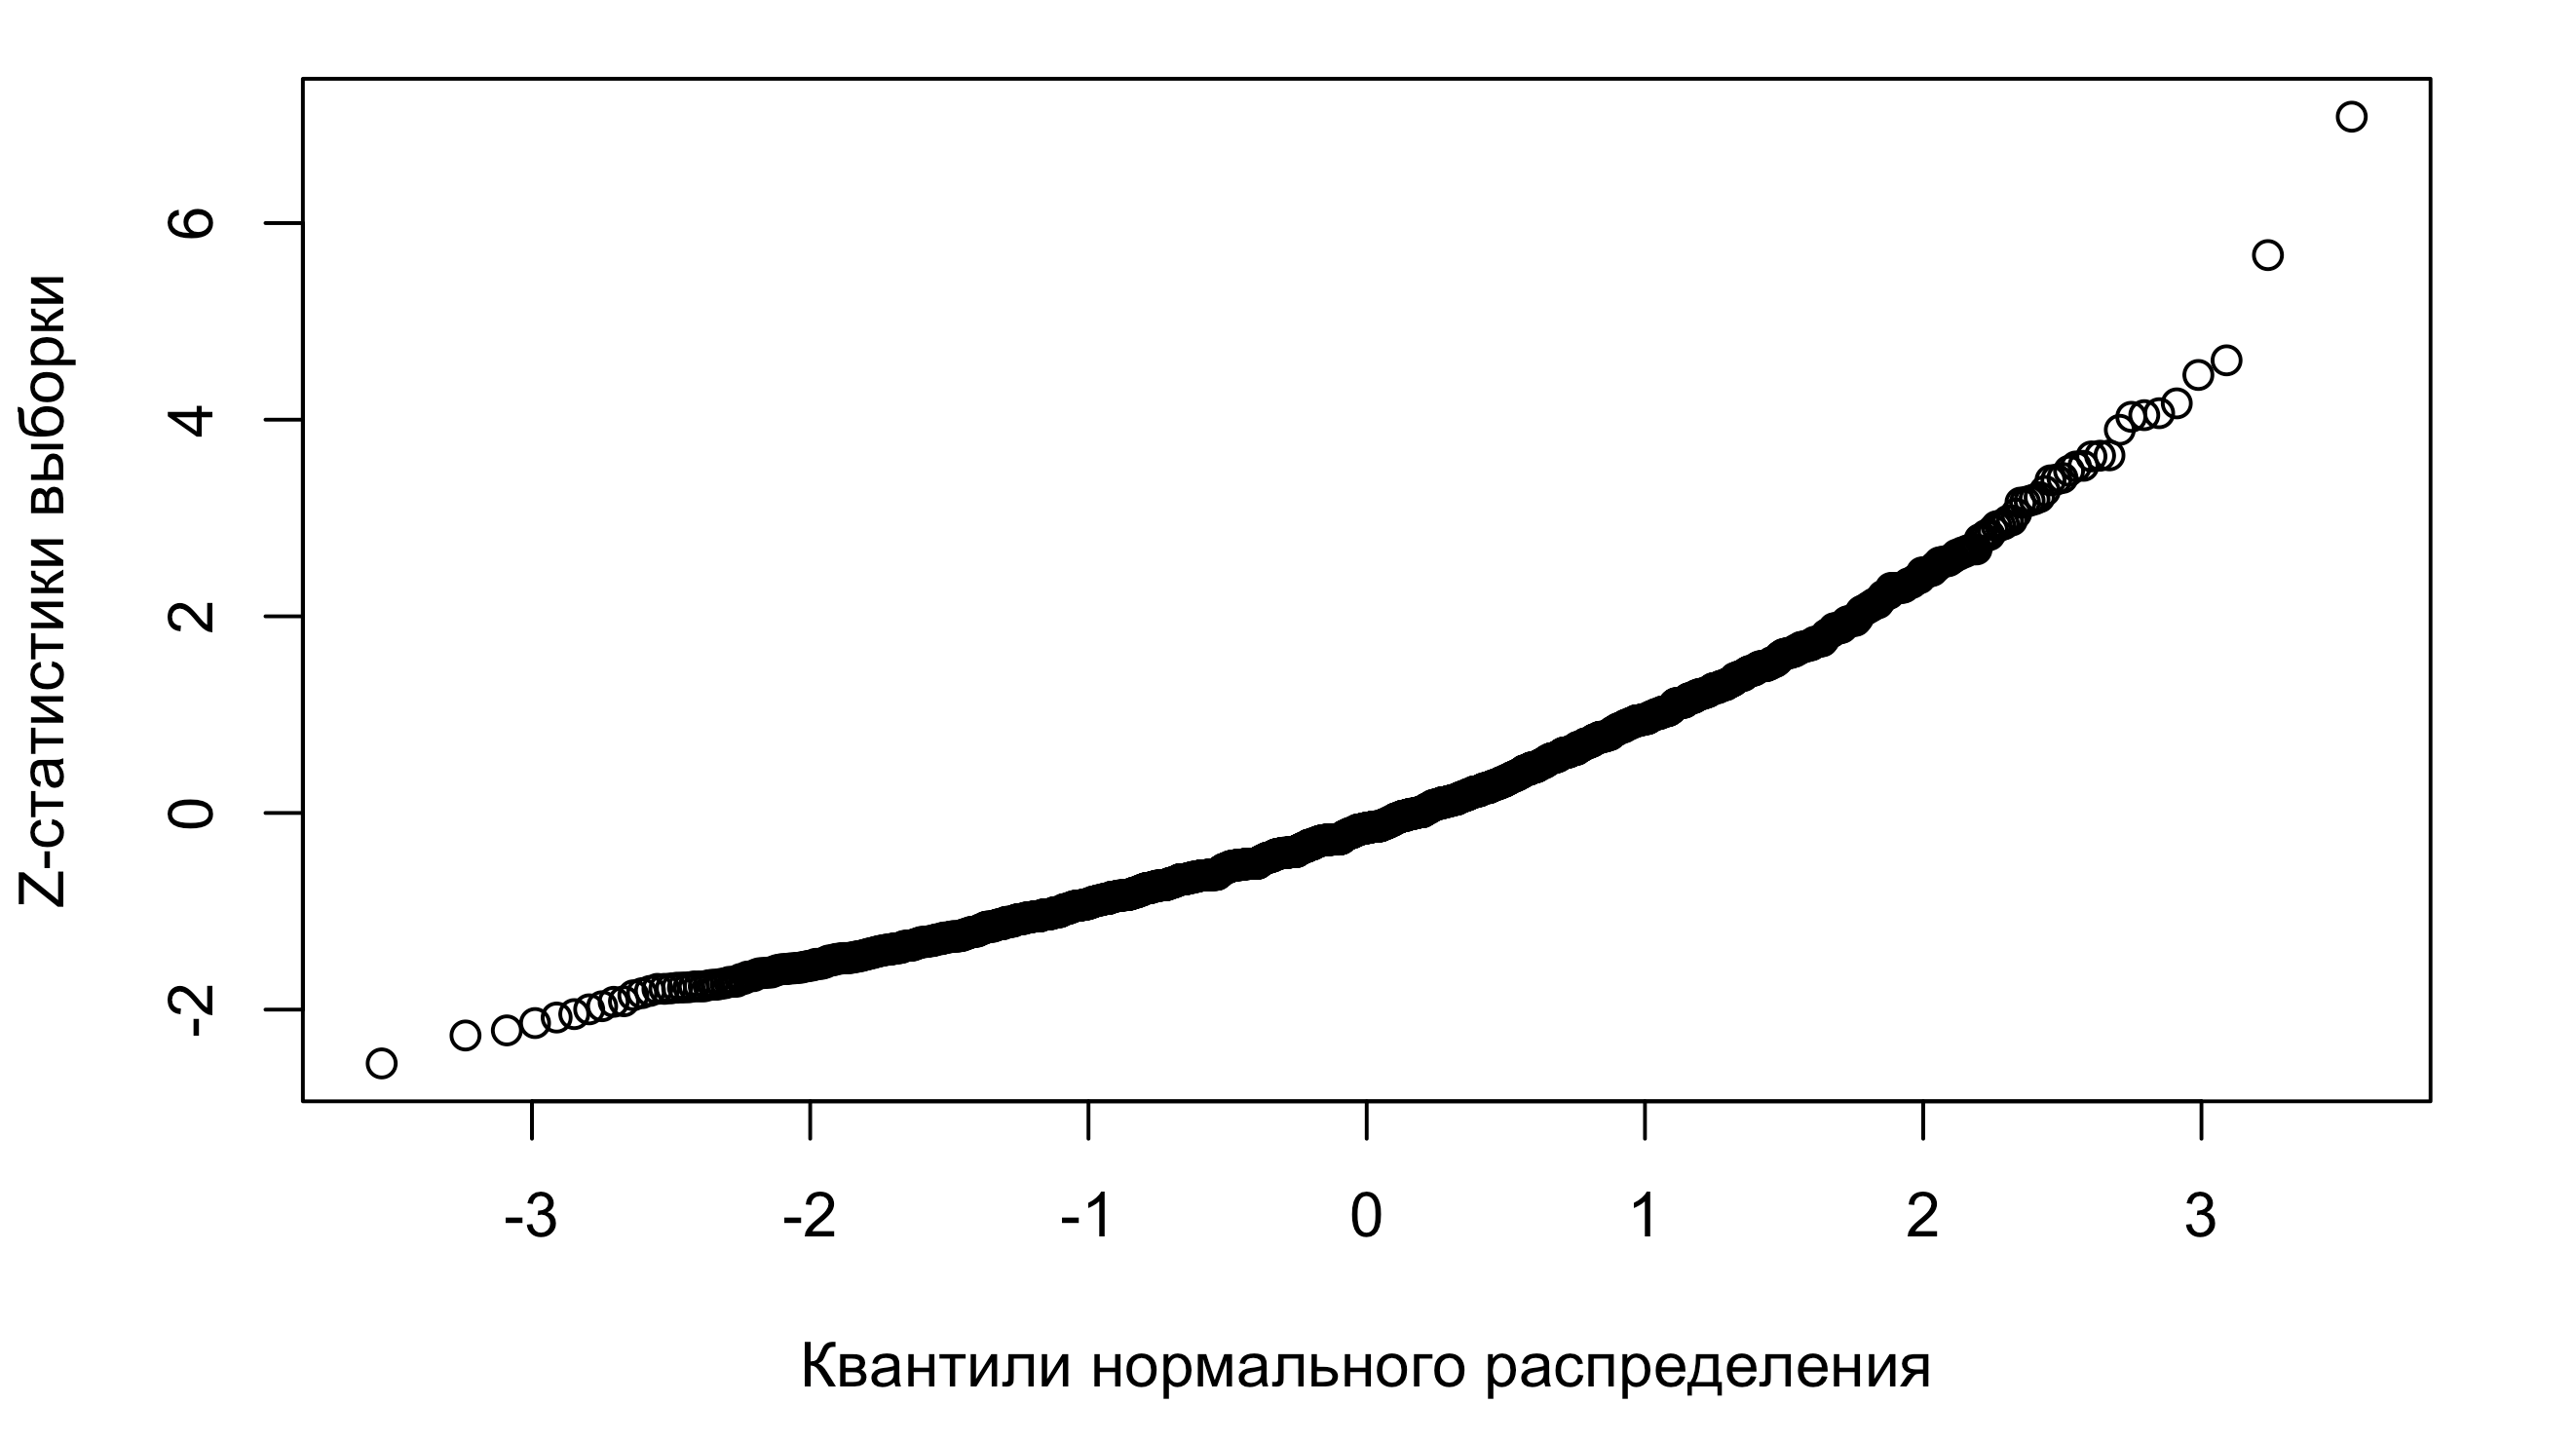 Z-статистики выборки
6
4
2
0
-2
-3 -2 -1 0 1 2 3
Квантили нормального распределения